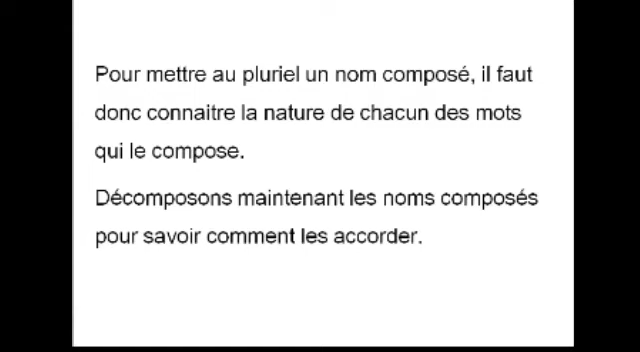 Pour mettre au pluriel un nom composé, il faut
donc connaitre la nature de chacun des mots
qui le compose.
Décomposons maintenant les noms composés
pour savoir comment les accorder.